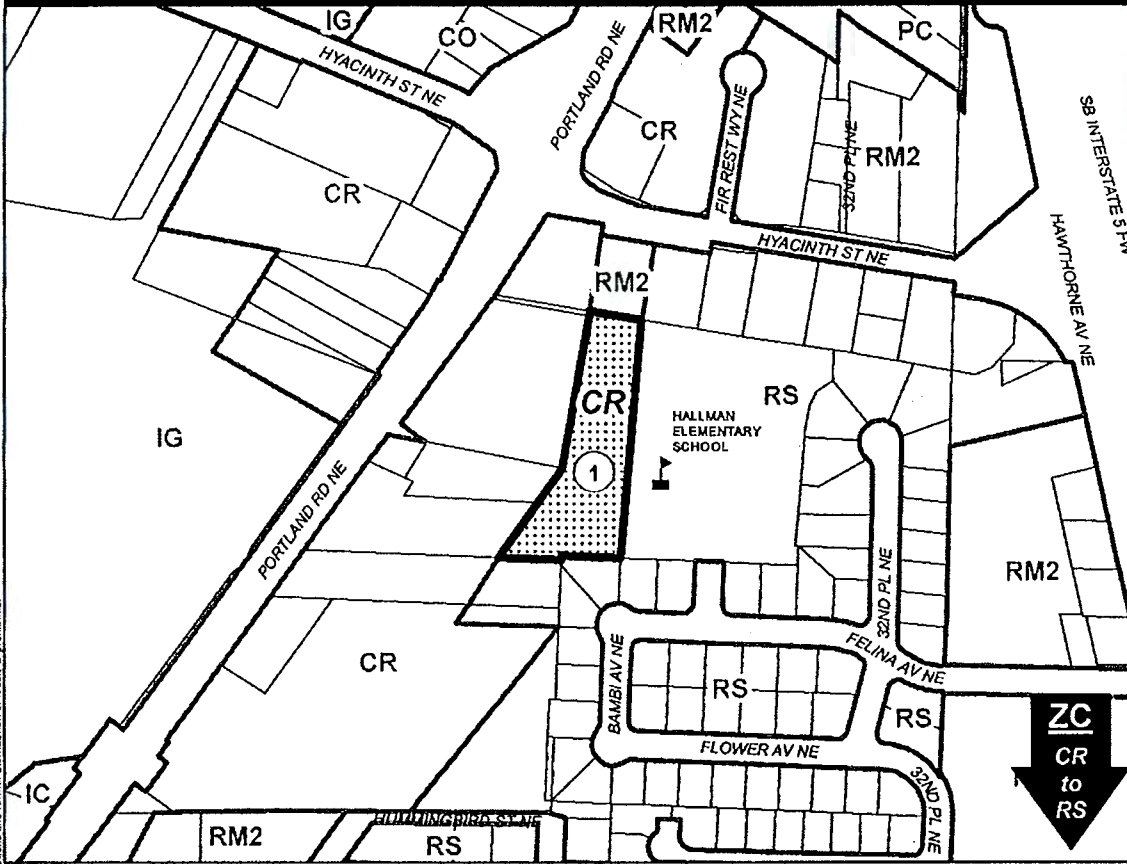 IG
CO
RM2
PC
HYACINTH ST NE
PORTLAND RD NE
FIR REST WY NE
CR
32ND PL NE
RM2
SB INTERSTATE 5 FW
CR
HYACINTH ST NE
HAWTHORNE AV NE
RM2
CR
RS
HALLMAN
ELEMENTARY
SCHOOL
IG
1
PORTLAND RD NE
32ND PL NE
RM2
CR
BAMBI AV NE
FELINA AV NE
RS
RS
FLOWER AV NE
32ND PL NE
ZC
CR
to
RS
IC
HUMMINGBIRD ST NE
RM2
RS